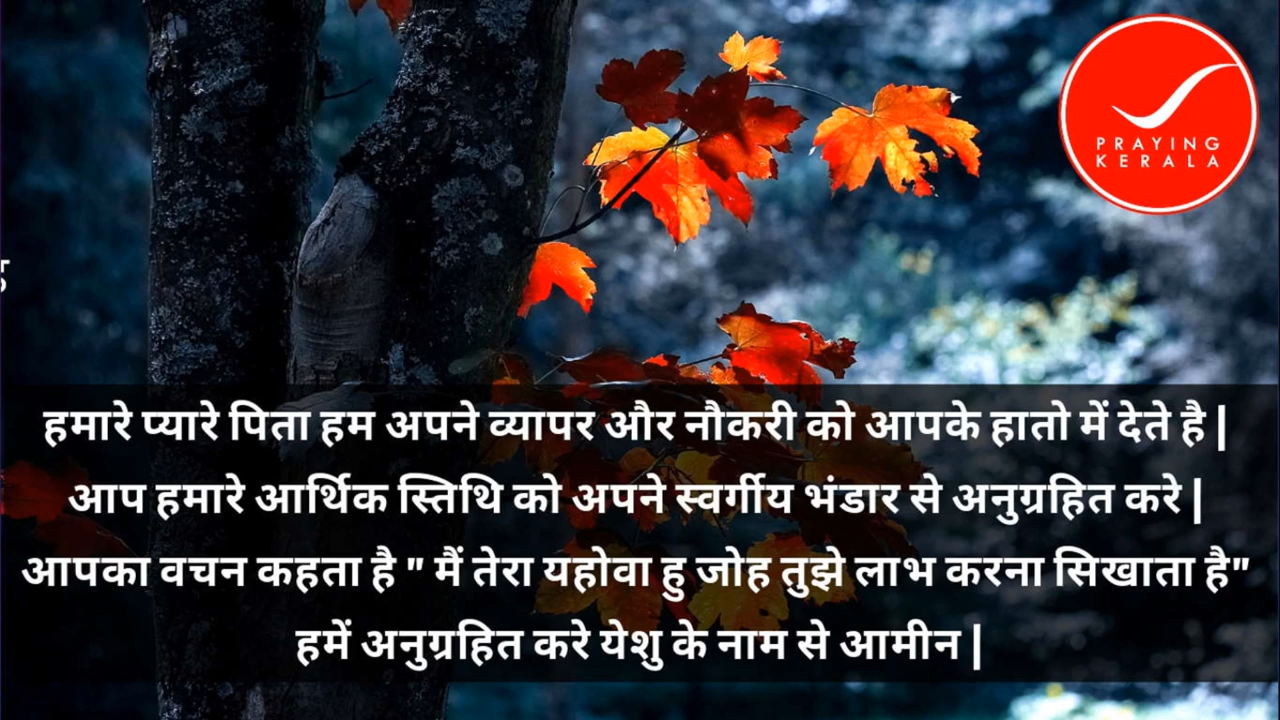 PRAYING
KERALA
हमारे प्यारे पिता हम अपने व्यापर और नौकरी को आपके हातो में देते है |
आप हमारे आर्थिक स्तिथि को अपने स्वर्गीय भंडार से अनुग्रहित करे |
आपका वचन कहता है " मैं तेरा यहोवा हु जोह तुझे लाभ करना सिखाता है"
हमें अनुग्रहित करे येशु के नाम से आमीन |